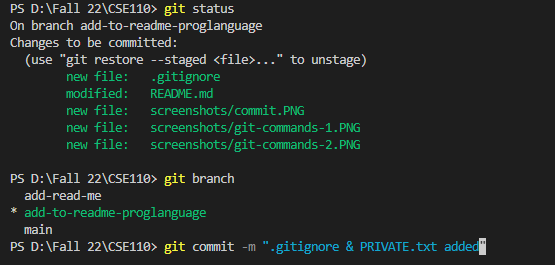 PS D:\Fall 22\CSE110> git status
On branch add-to-readme-proglanguage
Changes to be committed:
  (use "git restore --staged <file>..." to unstage)
        new file:   .gitignore
        modified:   README.md
        new file:   screenshots/commit.PNG
        new file:   screenshots/git-commands-1.PNG
        new file:   screenshots/git-commands-2.PNG

PS D:\Fall 22\CSE110> git branch
  add-read-me
* add-to-readme-proglanguage
  main
PS D:\Fall 22\CSE110> git commit -m ".gitignore & PRIVATE.txt added"